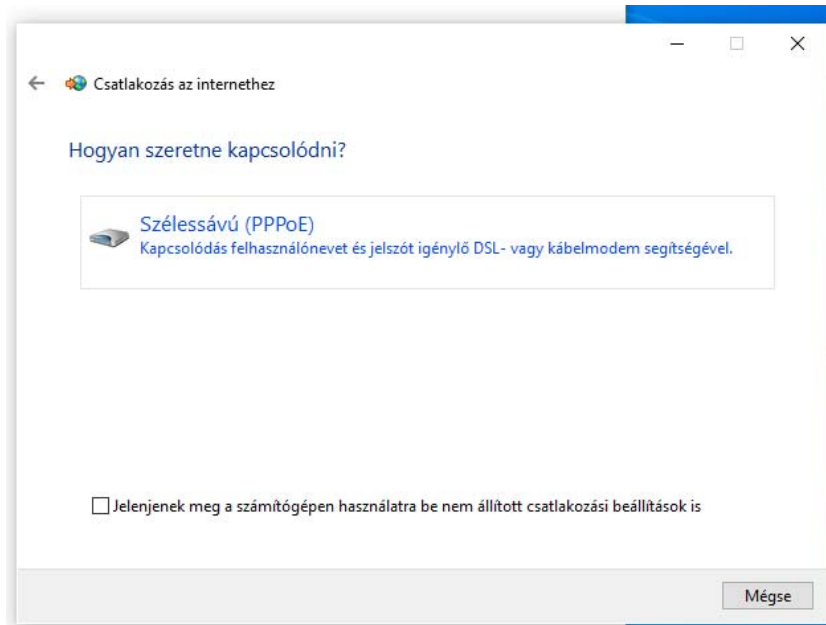 Csatlakozás az internethez
Hogyan szeretne kapcsolódni?
Szélessávú (PPPoE)
Kapcsolódás felhasználónevet és jelszót igénylő DSL- vagy kábelmodem segítségével.
Jelenjenek meg a számítógépen használatra be nem állított csatlakozási beállítások is
Mégse